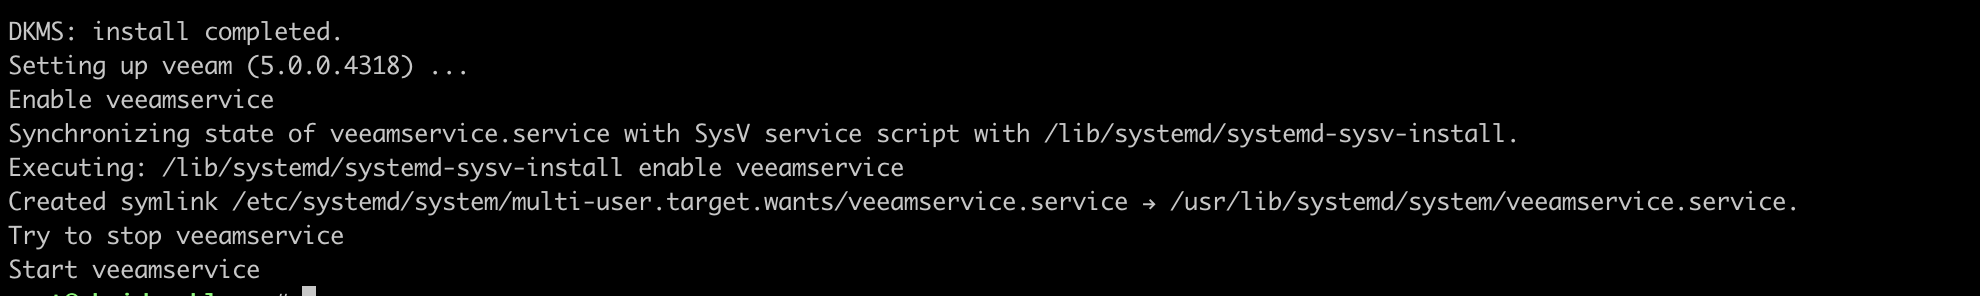 DKMS: install completed.
Setting up veeam (5.0.0.4318) ...
Enable veeamservice
Synchronizing state of veeamservice.service with SysV service script with /lib/systemd/systemd-sysv-install.
Executing: /lib/systemd/systemd-sysv-install enable veeamservice
Created symlink /etc/systemd/system/multi-user.target.wants/veeamservice.service → /usr/lib/systemd/system/veeamservice.service.
Try to stop veeamservice
Start veeamservice